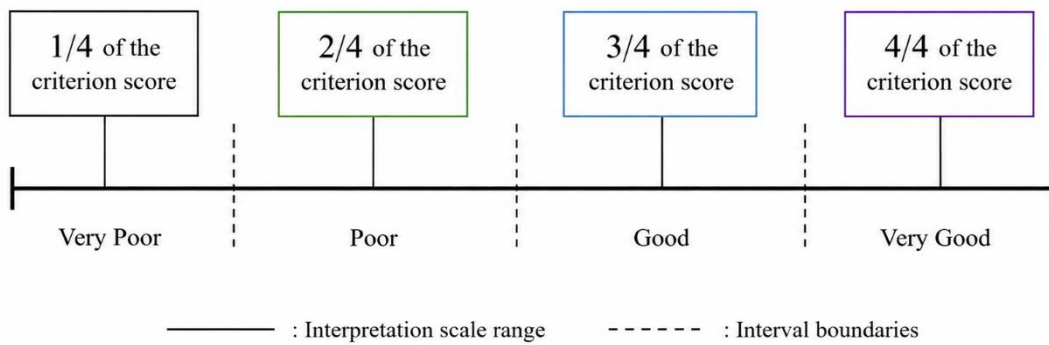 1/4 of the
criterion score
2/4 of the
criterion score
3/4 of the
criterion score
4/4 of the
criterion score
Very Poor
Poor
Good
Very Good
: Interpretation scale range
: Interval boundaries